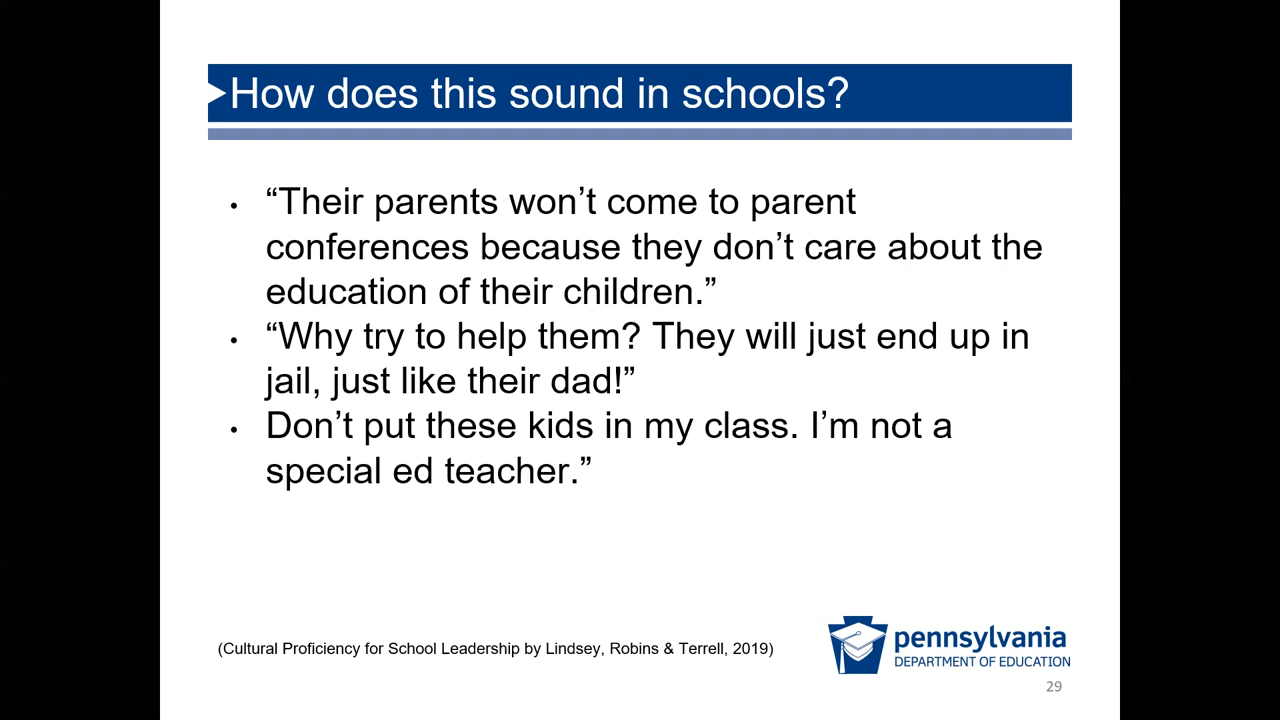 How does this sound in schools?
• “Their parents won’t come to parent
conferences because they don’t care about the
education of their children.”
• “Why try to help them? They will just end up in
jail, just like their dad!”
• Don’t put these kids in my class. I’m not a
special ed teacher.”
(Cultural Proficiency for School Leadership by Lindsey, Robins & Terrell, 2019)
pennsylvania
DEPARTMENT OF EDUCATION
29